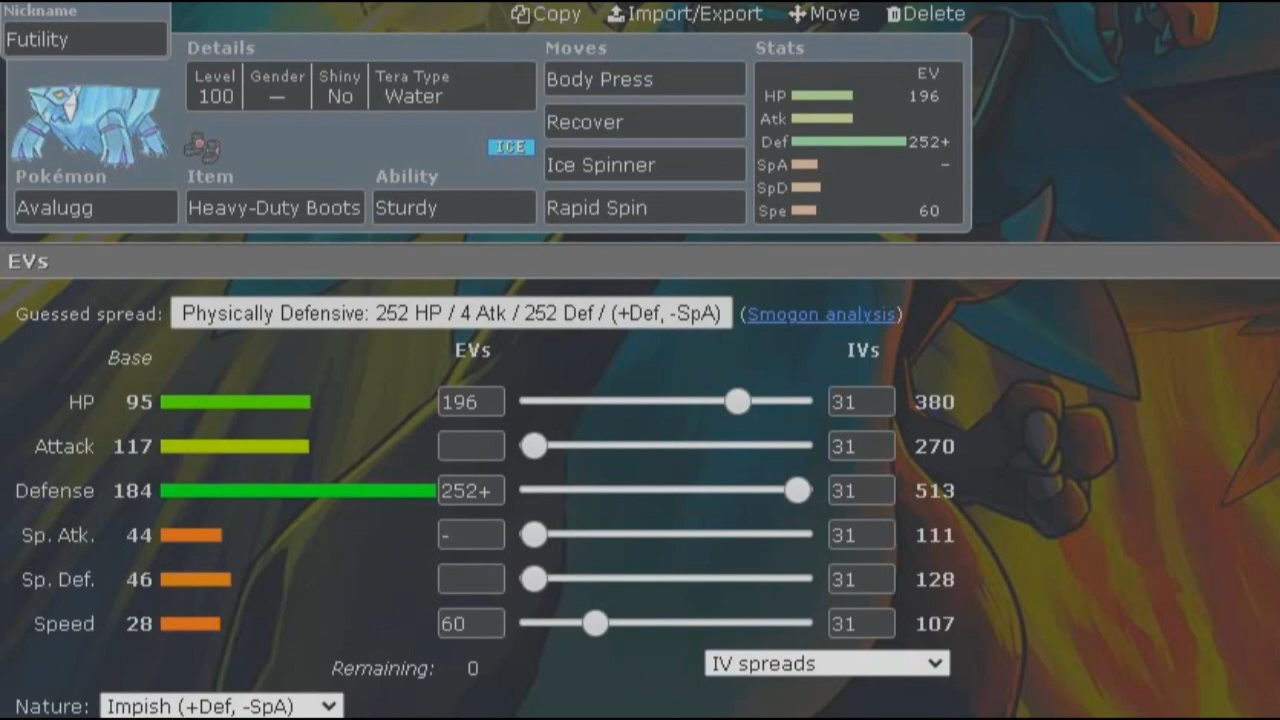 Nickname
Copy Import/Export Move Delete
Futility
Details Moves Stats
Level Gender Shiny Tera Type
100 — No Water
Body Press
EV
HP 196
Recover
Atk
Def 252+
ICE
Ice Spinner
SpA -
Pokémon Item Ability
SpD
Avalugg Heavy-Duty Boots Sturdy Rapid Spin
Spe 60
EVs
Guessed spread: Physically Defensive: 252 HP / 4 Atk / 252 Def / (+Def, -SpA) (Smogon analysis)
Base EVs IVs
HP 95 196 31 380
Attack 117 31 270
Defense 184 252+ 31 513
Sp. Atk. 44 - 31 111
Sp. Def. 46 31 128
Speed 28 60 31 107
Remaining: 0 IV spreads
Nature: Impish (+Def, -SpA)